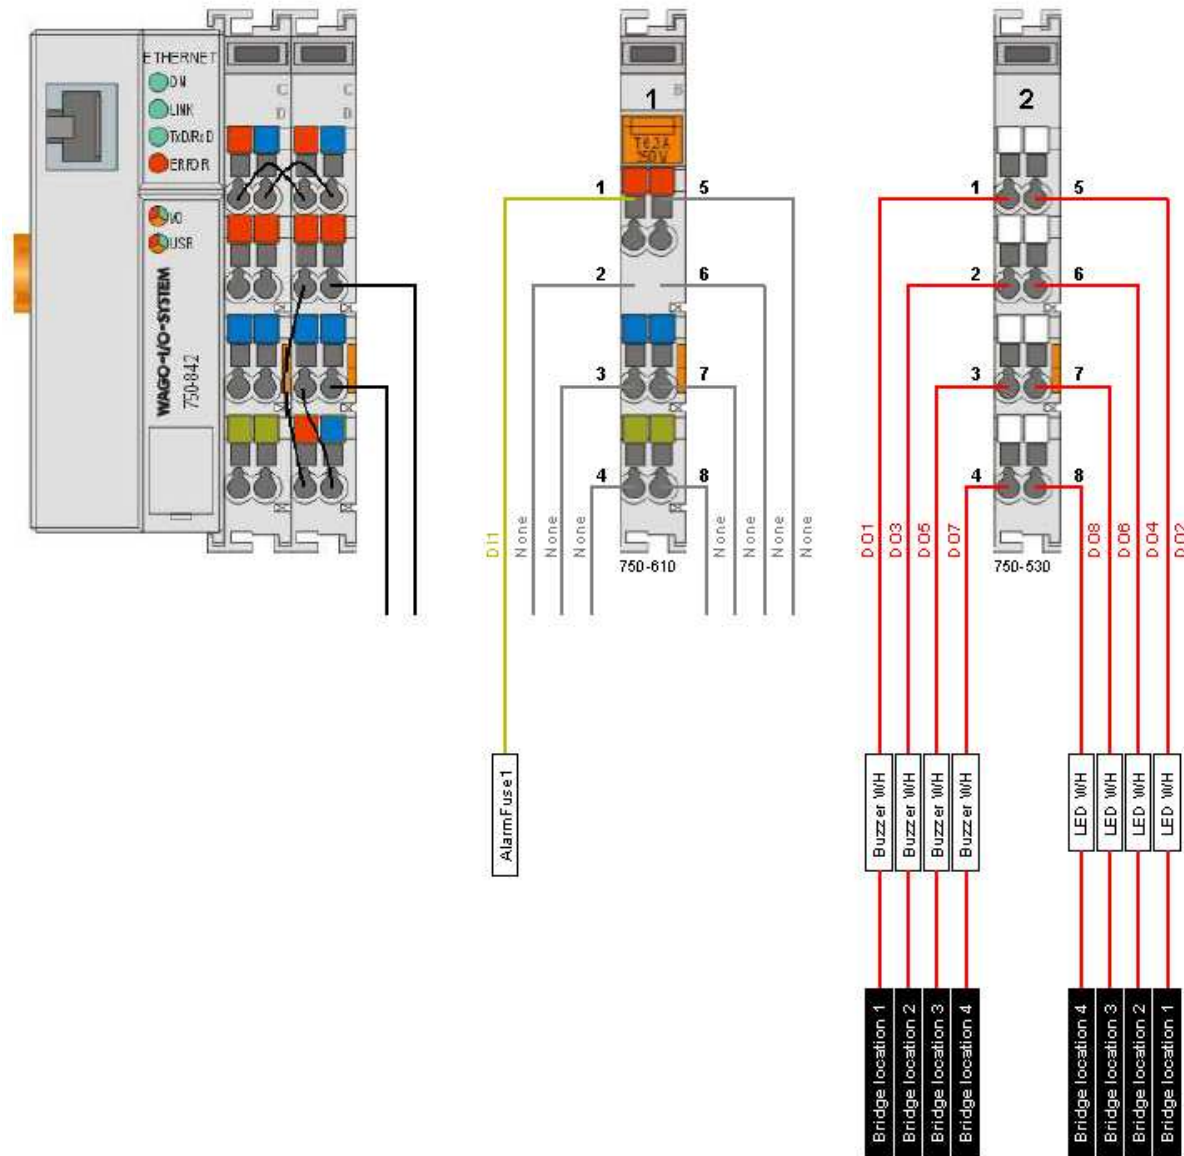 ETHERNET
ON
LINK
TxD/RxD
ERROR
I/O
USR
WAGO-I/O-SYSTEM
750-842
C
D
C
D
1
B
T 6,3A
250V
1
5
2
6
3
7
4
8
750-610
DI1
None
None
None
None
None
None
None
AlarmFuse1
2
1
5
2
6
3
7
4
8
750-530
DO1
DO3
DO5
DO7
DO8
DO6
DO4
DO2
Buzzer WH
Buzzer WH
Buzzer WH
Buzzer WH
LED WH
LED WH
LED WH
LED WH
Bridge location 1
Bridge location 2
Bridge location 3
Bridge location 4
Bridge location 4
Bridge location 3
Bridge location 2
Bridge location 1